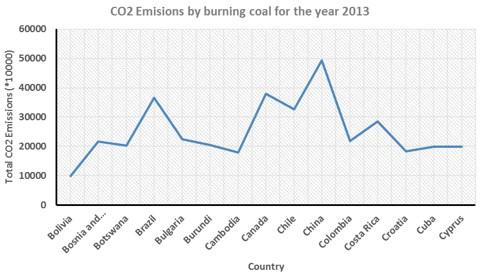 CO2 Emisions by burning coal for the year 2013
Total CO2 Emissions (*10000)
60000
50000
40000
30000
20000
10000
0
Bolivia
Bosnia and...
Botswana
Brazil
Bulgaria
Burundi
Cambodia
Canada
Chile
China
Colombia
Costa Rica
Croatia
Cuba
Cyprus
Country